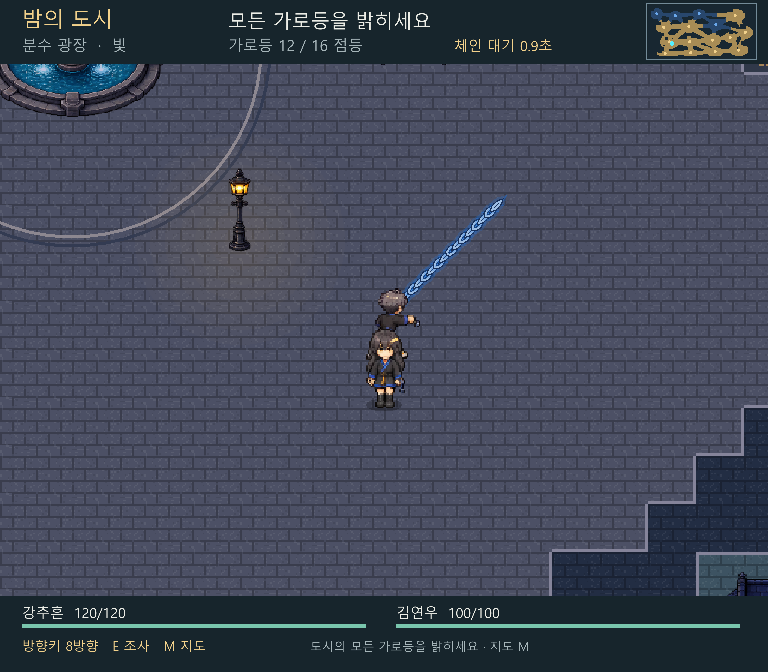 밤의 도시
모든 가로등을 밝히세요
분수 광장 · 빛
가로등 12 / 16 점등
체인 대기 0.9초
강추훈 120/120
김연우 100/100
방향키 8방향 E 조사 M 지도
도시의 모든 가로등을 밝히세요 · 지도 M